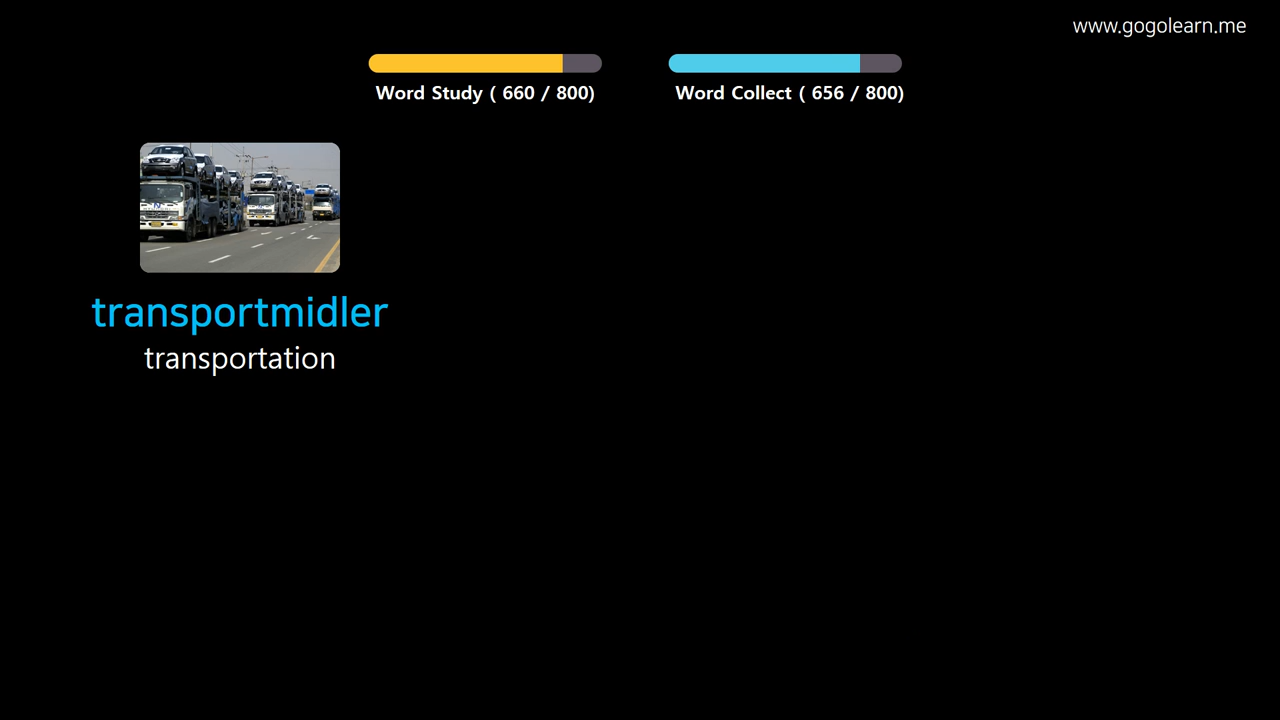 www.gogolearn.me
Word Study ( 660 / 800)
Word Collect ( 656 / 800)
transportmidler
transportation